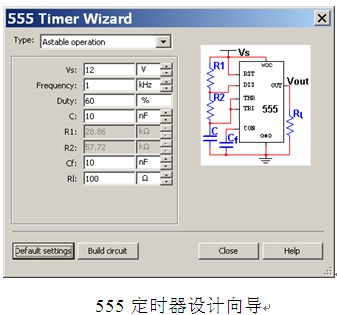 555 Timer Wizard
Type: Astable operation
Vs: 12 V
Frequency: 1 kHz
Duty: 60 %
C: 10 nF
R1: 28.86 kΩ
R2: 57.72 kΩ
Cf: 10 nF
Rl: 100 Ω
Vs
R1
VCC
RST
DIS
OUT
Vout
R2
THR
TRI
555
Rl
CON
C
Cf
GND
Default settings
Build circuit
Close
Help
555 定时器设计向导